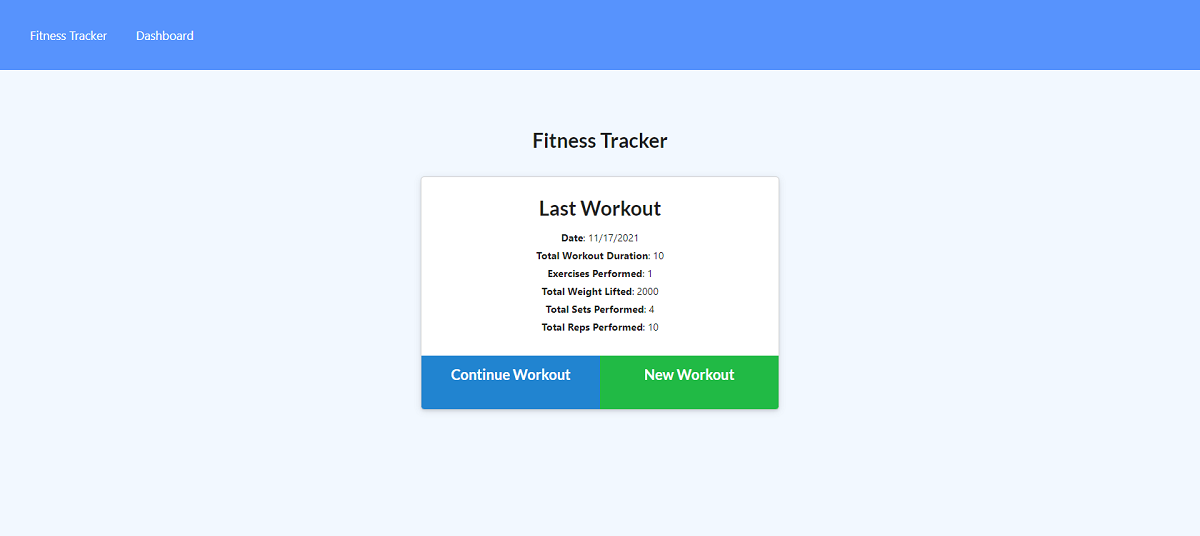 Fitness Tracker Dashboard
Fitness Tracker
Last Workout
Date: 11/17/2021
Total Workout Duration: 10
Exercises Performed: 1
Total Weight Lifted: 2000
Total Sets Performed: 4
Total Reps Performed: 10
Continue Workout New Workout